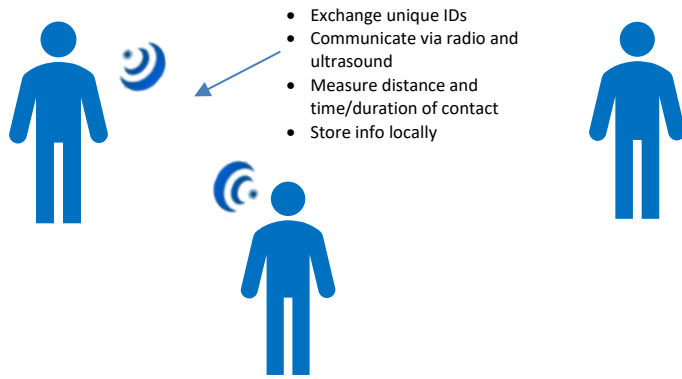 • Exchange unique IDs
• Communicate via radio and
ultrasound
• Measure distance and
time/duration of contact
• Store info locally